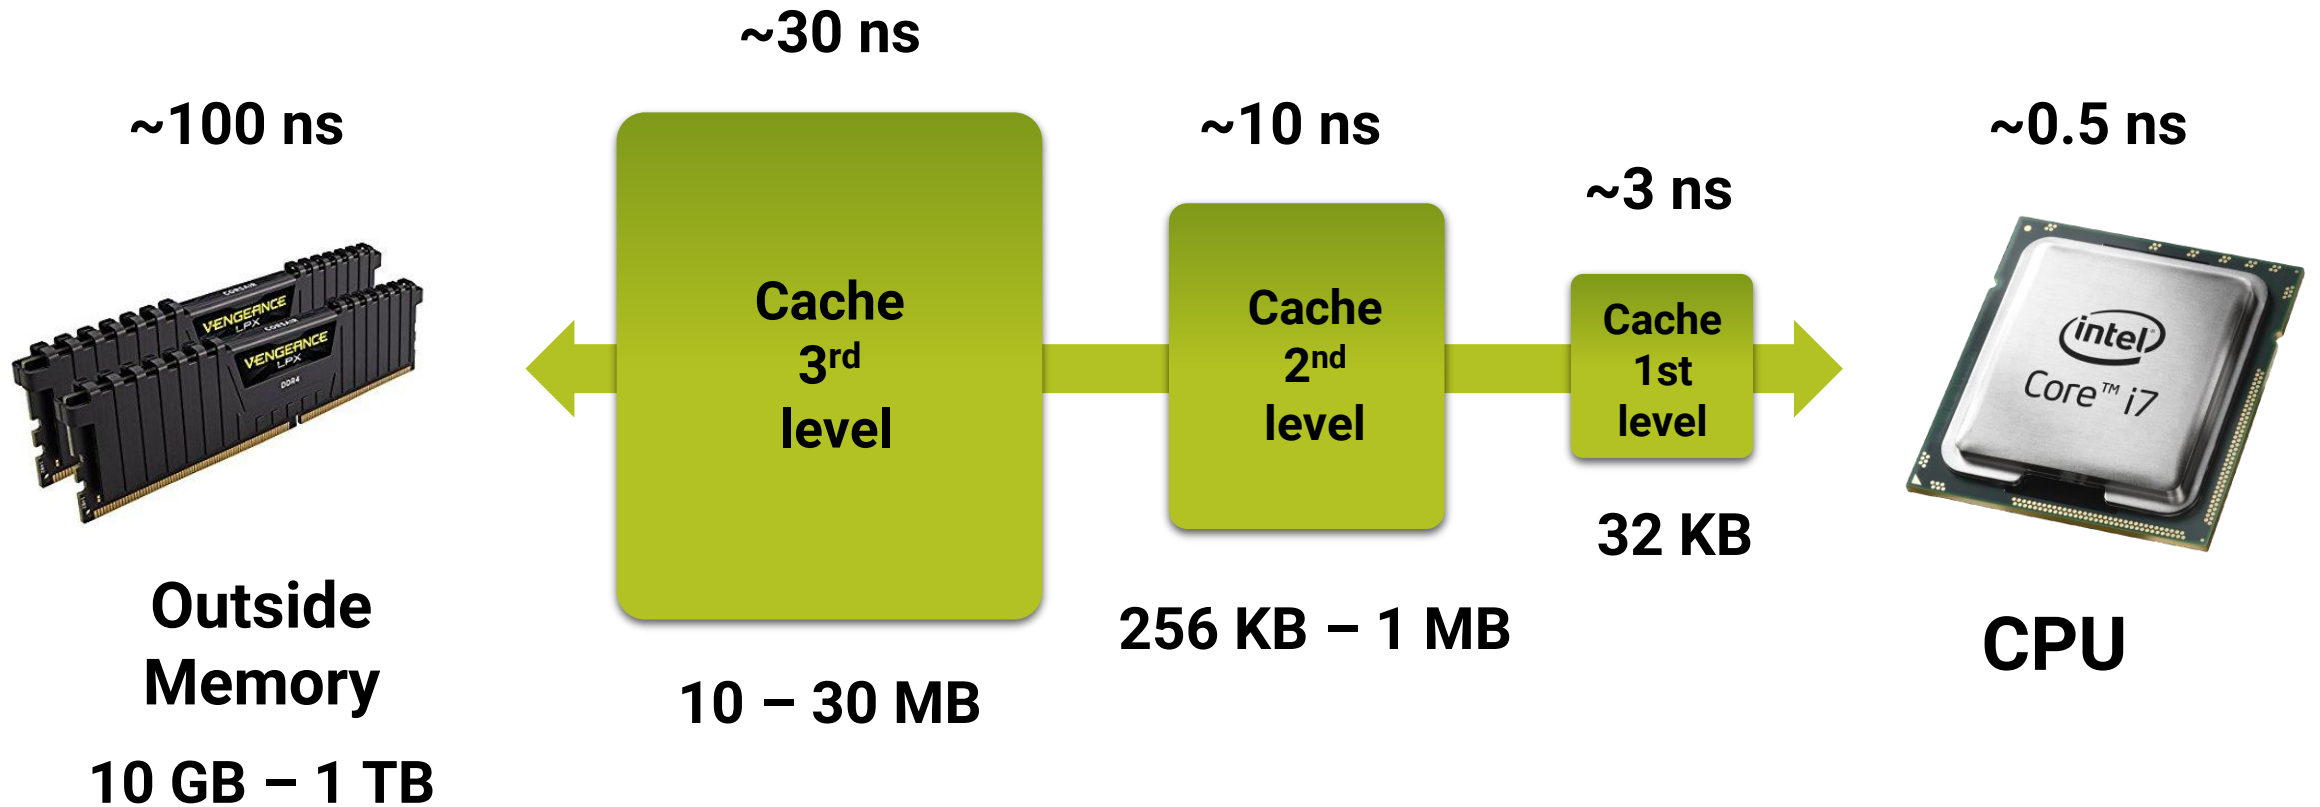 ~30 ns
~100 ns
~10 ns
~0.5 ns
~3 ns
CORSAIR
VENGEANCE
LPX
CORSAIR
VENGEANCE
LPX
DDR4
Cache
3rd
level
Cache
2nd
level
Cache
1st
level
intel
Core™ i7
32 KB
Outside
Memory
256 KB – 1 MB
CPU
10 – 30 MB
10 GB – 1 TB